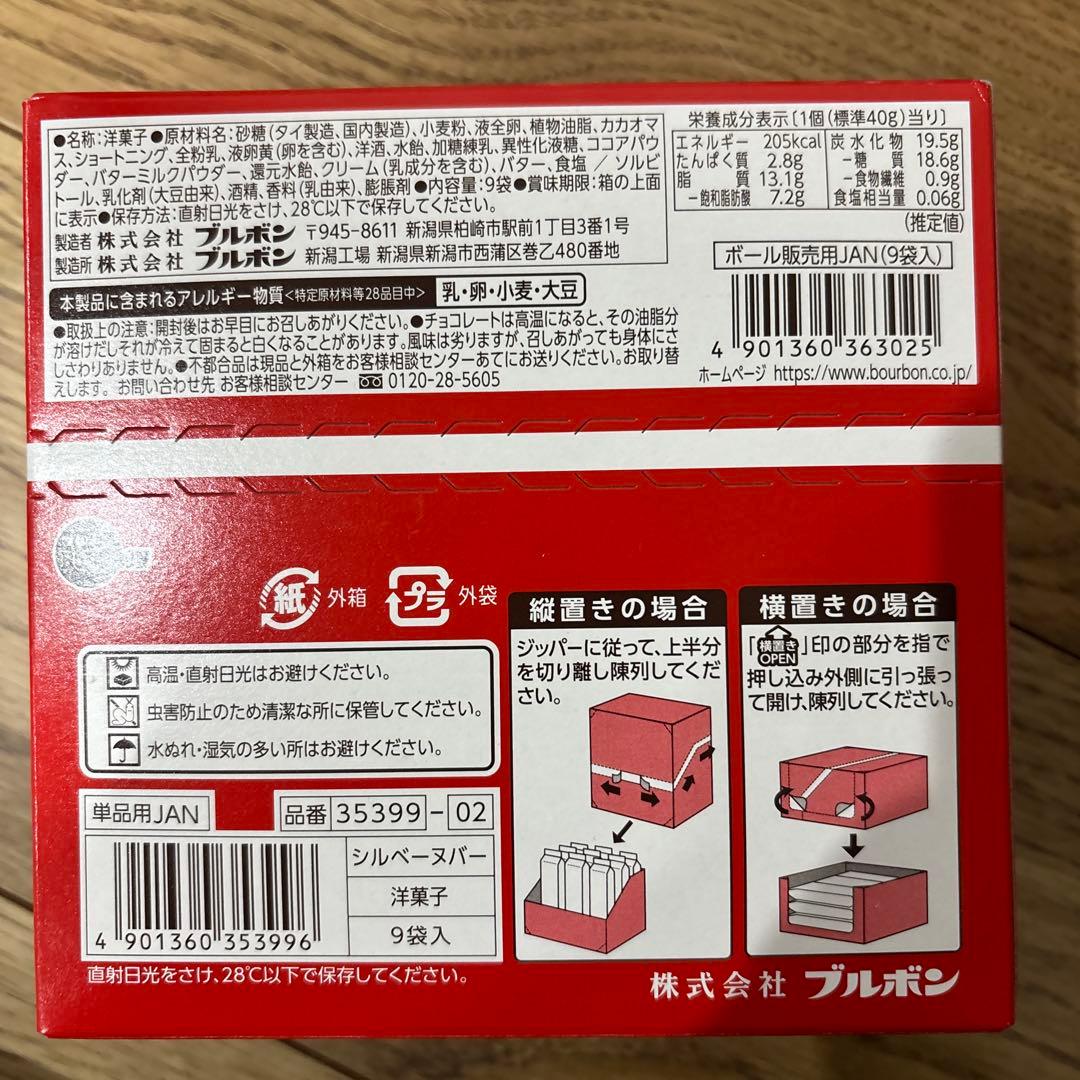 ●名称:洋菓子●原材料名:砂糖(タイ製造、国内製造)、小麦粉、液全卵、植物油脂、カカオマ
ス、ショートニング、全粉乳、液卵黄(卵を含む)、洋酒、水飴、加糖練乳、異性化液糖、ココアパウ
ダー、バターミルクパウダー、還元水飴、クリーム(乳成分を含む)、バター、食塩/ソルビ
トール、乳化剤(大豆由来)、酒精、香料(乳由来)、膨脹剤●内容量:9袋●賞味期限:箱の上面
に表示●保存方法:直射日光をさけ、28℃以下で保存してください。
製造者 株式会社 ブルボン 〒945-8611 新潟県柏崎市駅前1丁目3番1号
製造所 株式会社 ブルボン 新潟工場 新潟県新潟市西蒲区巻乙480番地
本製品に含まれるアレルギー物質<特定原材料等28品目中> 乳・卵・小麦・大豆
●取扱上の注意:開封後はお早目にお召しあがりください。●チョコレートは高温になると、その油脂分
が溶けだしそれが冷えて固まると白くなることがあります。風味は劣りますが、召しあがっても身体にさ
しさわりありません。●不都合品は現品と外箱をお客様相談センターあてにお送りください。お取り替
えします。お問い合わせ先 お客様相談センター 0120-28-5605
栄養成分表示〔1個(標準40g)当り〕
エネルギー 205kcal 炭水化物 19.5g
たんぱく質 2.8g −糖質 18.6g
脂質 13.1g −食物繊維 0.9g
−飽和脂肪酸 7.2g 食塩相当量 0.06g
(推定値)
ボール販売用JAN(9袋入)
4 901360 363025
ホームページ https://www.bourbon.co.jp/
紙 外箱 プラ 外袋
高温・直射日光はお避けください。
虫害防止のため清潔な所に保管してください。
水ぬれ・湿気の多い所はお避けください。
単品用JAN 品番 35399-02
シルベーヌバー
洋菓子
9袋入
4 901360 353996
直射日光をさけ、28℃以下で保存してください。
縦置きの場合
ジッパーに従って、上半分
を切り離し陳列してくだ
さい。
横置きの場合
「横置きOPEN」印の部分を指で
押し込み外側に引っ張っ
て開け、陳列してください。
株式会社 ブルボン